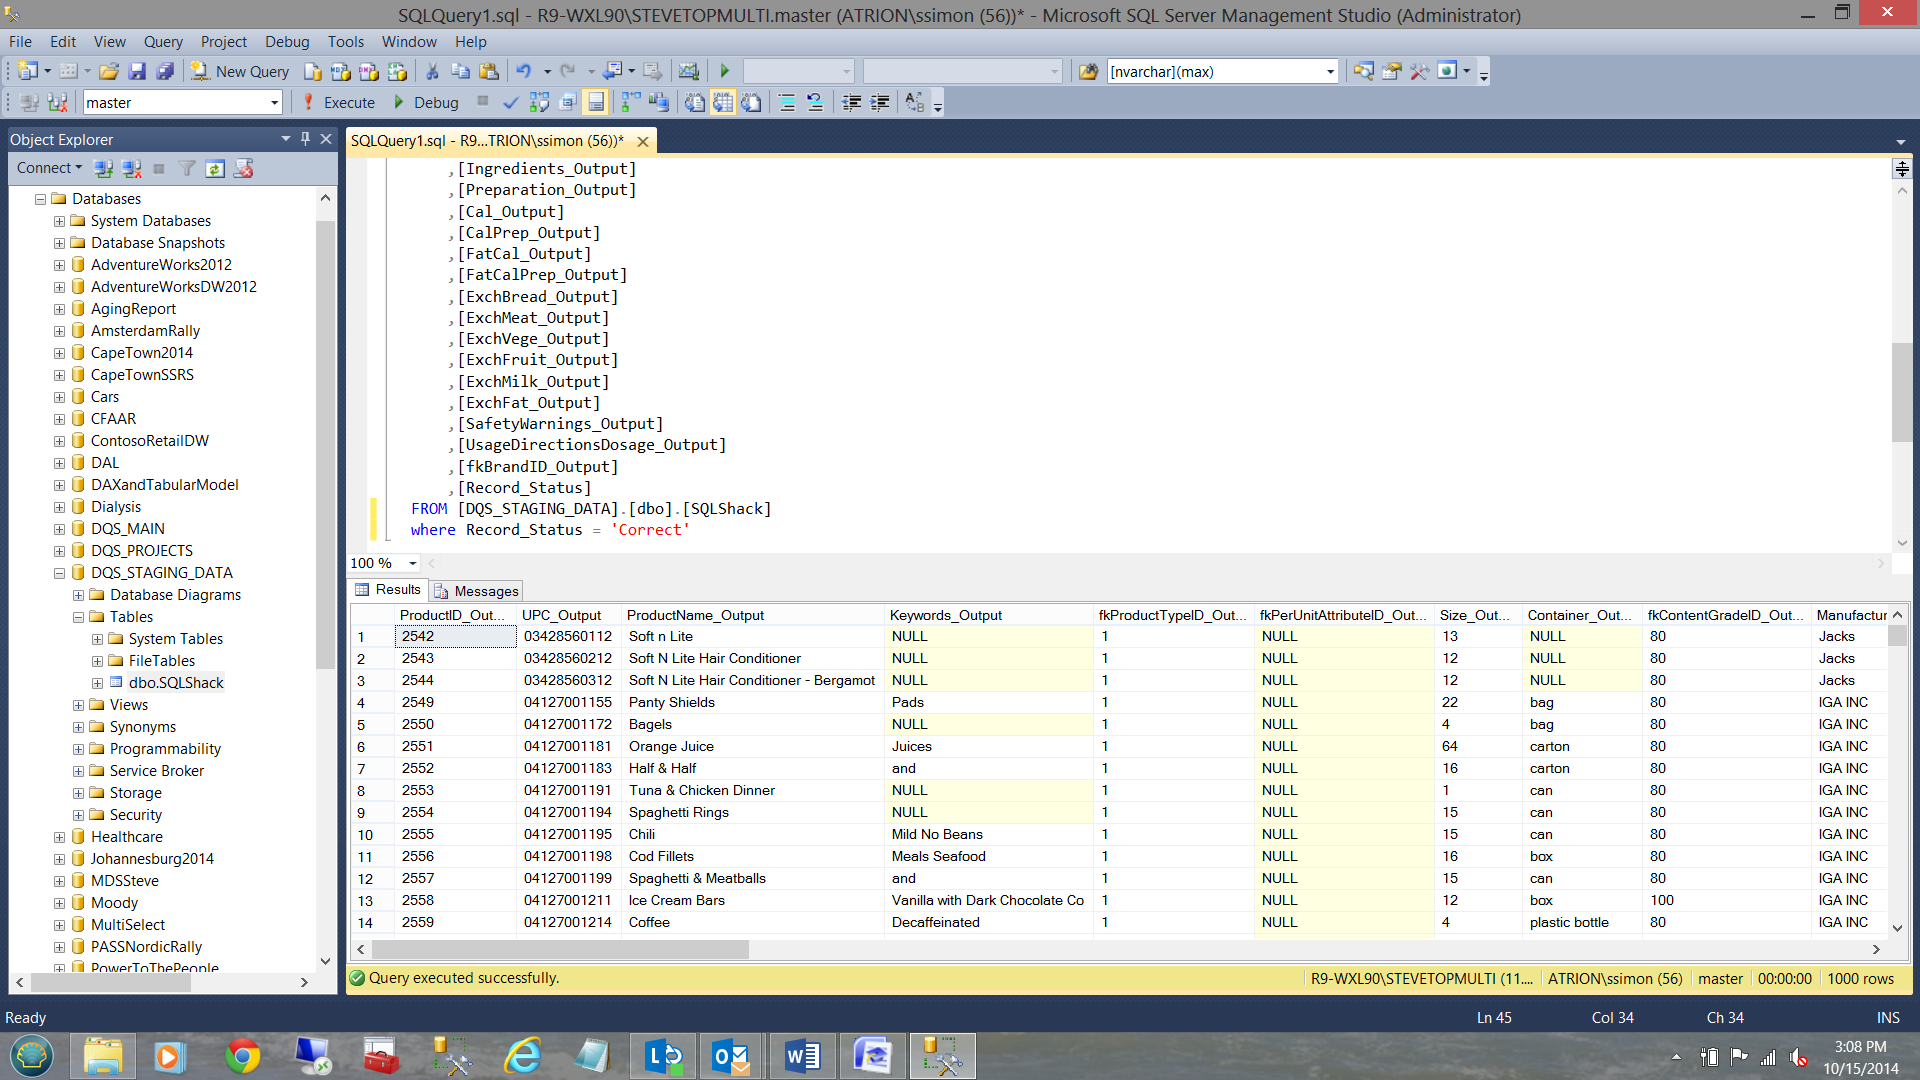 SQLQuery1.sql - R9-WXL90\STEVETOPMULTI.master (ATRION\ssimon (56))* - Microsoft SQL Server Management Studio (Administrator)
File Edit View Query Project Debug Tools Window Help
New Query [nvarchar](max)
master Execute Debug
Object Explorer
Connect
Databases
System Databases
Database Snapshots
AdventureWorks2012
AdventureWorksDW2012
AgingReport
AmsterdamRally
CapeTown2014
CapeTownSSRS
Cars
CFAAR
ContosoRetailDW
DAL
DAXandTabularModel
Dialysis
DQS_MAIN
DQS_PROJECTS
DQS_STAGING_DATA
Database Diagrams
Tables
System Tables
FileTables
dbo.SQLShack
Views
Synonyms
Programmability
Service Broker
Storage
Security
Healthcare
Johannesburg2014
MDSSteve
Moody
MultiSelect
PASSNordicRally
PowerToThePeople
SQLQuery1.sql - R9...TRION\ssimon (56))*
,[Ingredients_Output]
,[Preparation_Output]
,[Cal_Output]
,[CalPrep_Output]
,[FatCal_Output]
,[FatCalPrep_Output]
,[ExchBread_Output]
,[ExchMeat_Output]
,[ExchVege_Output]
,[ExchFruit_Output]
,[ExchMilk_Output]
,[ExchFat_Output]
,[SafetyWarnings_Output]
,[UsageDirectionsDosage_Output]
,[fkBrandID_Output]
,[Record_Status]
FROM [DQS_STAGING_DATA].[dbo].[SQLShack]
where Record_Status = 'Correct'
100 %
Results Messages
ProductID_Out... UPC_Output ProductName_Output Keywords_Output fkProductTypeID_Out... fkPerUnitAttributeID_Out... Size_Out... Container_Out... fkContentGradeID_Out... Manufactur
1 2542 03428560112 Soft n Lite NULL 1 NULL 13 NULL 80 Jacks
2 2543 03428560212 Soft N Lite Hair Conditioner NULL 1 NULL 12 NULL 80 Jacks
3 2544 03428560312 Soft N Lite Hair Conditioner - Bergamot NULL 1 NULL 12 NULL 80 Jacks
4 2549 04127001155 Panty Shields Pads 1 NULL 22 bag 80 IGA INC
5 2550 04127001172 Bagels NULL 1 NULL 4 bag 80 IGA INC
6 2551 04127001181 Orange Juice Juices 1 NULL 64 carton 80 IGA INC
7 2552 04127001183 Half & Half and 1 NULL 16 carton 80 IGA INC
8 2553 04127001191 Tuna & Chicken Dinner NULL 1 NULL 1 can 80 IGA INC
9 2554 04127001194 Spaghetti Rings NULL 1 NULL 15 can 80 IGA INC
10 2555 04127001195 Chili Mild No Beans 1 NULL 15 can 80 IGA INC
11 2556 04127001198 Cod Fillets Meals Seafood 1 NULL 16 box 80 IGA INC
12 2557 04127001199 Spaghetti & Meatballs and 1 NULL 15 can 80 IGA INC
13 2558 04127001211 Ice Cream Bars Vanilla with Dark Chocolate Co 1 NULL 12 box 100 IGA INC
14 2559 04127001214 Coffee Decaffeinated 1 NULL 4 plastic bottle 80 IGA INC
Query executed successfully. R9-WXL90\STEVETOPMULTI (11.... ATRION\ssimon (56) master 00:00:00 1000 rows
Ready Ln 45 Col 34 Ch 34 INS
3:08 PM
10/15/2014